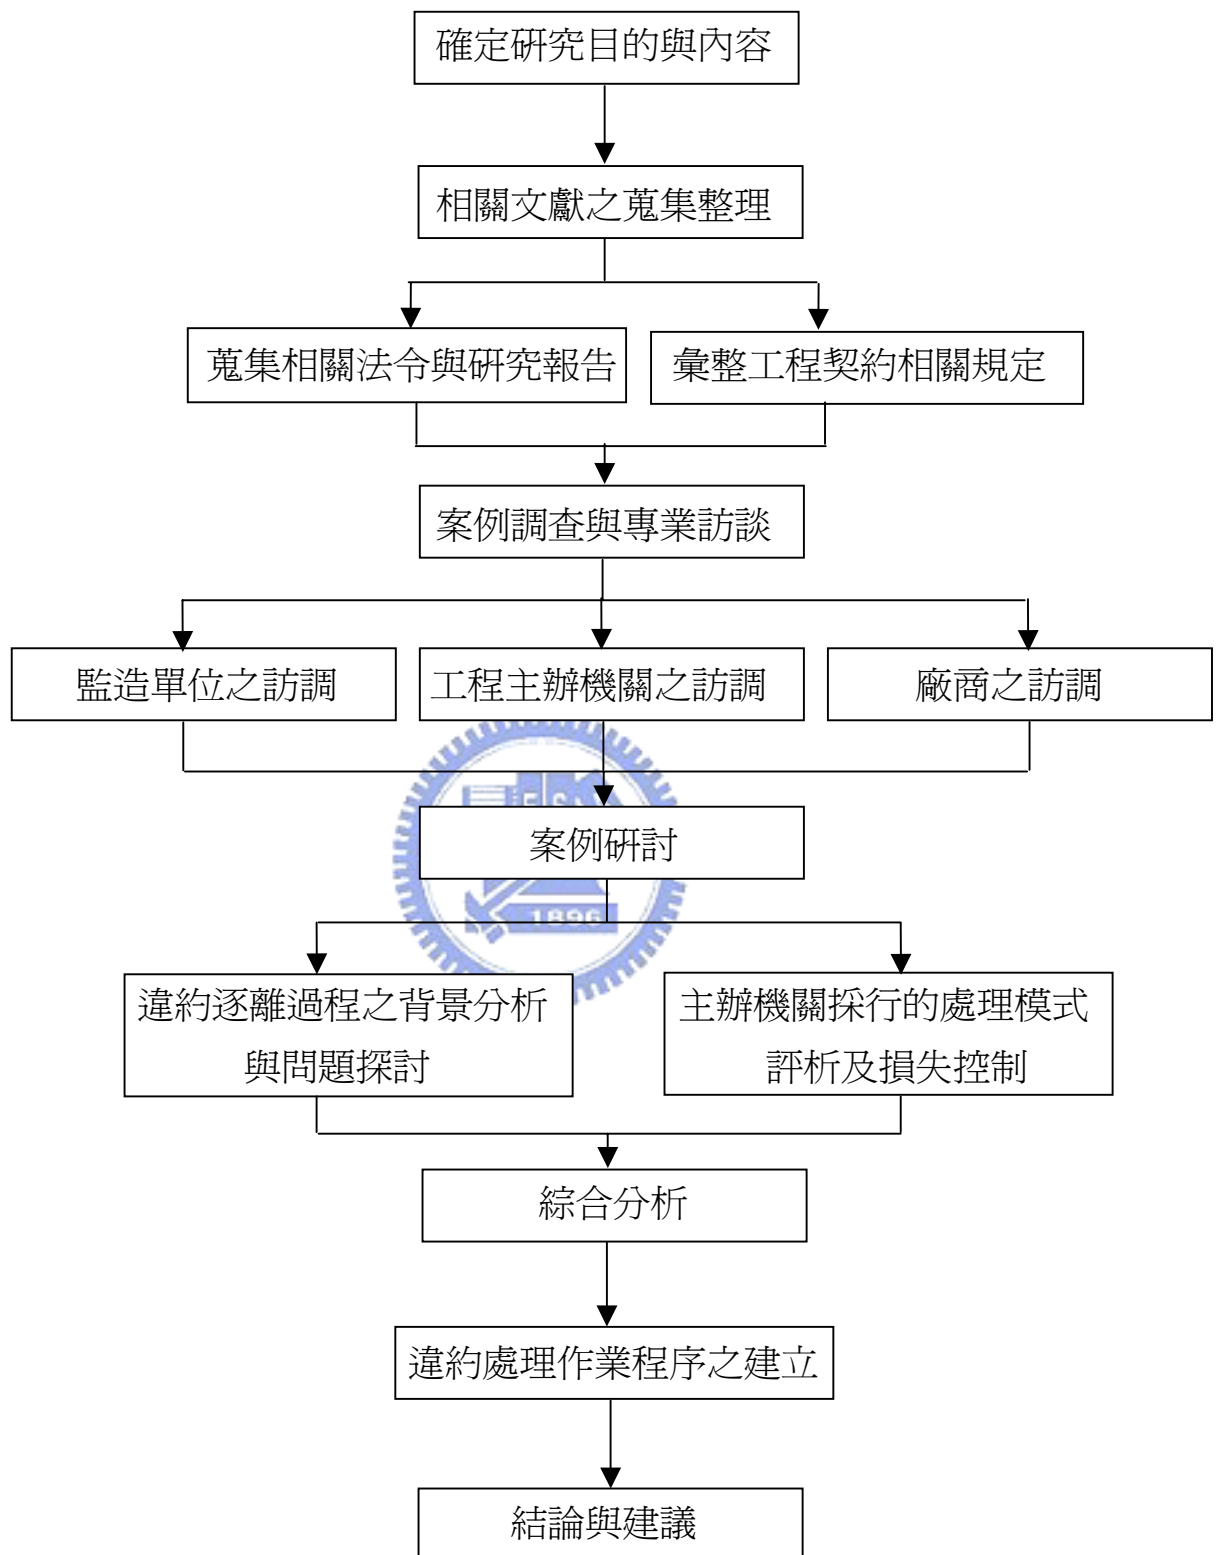 確定研究目的與內容
相關文獻之蒐集整理
蒐集相關法令與研究報告
彙整工程契約相關規定
案例調查與專業訪談
監造單位之訪調
工程主辦機關之訪調
廠商之訪調
案例研討
1896
違約逐離過程之背景分析
與問題探討
主辦機關採行的處理模式
評析及損失控制
綜合分析
違約處理作業程序之建立
結論與建議